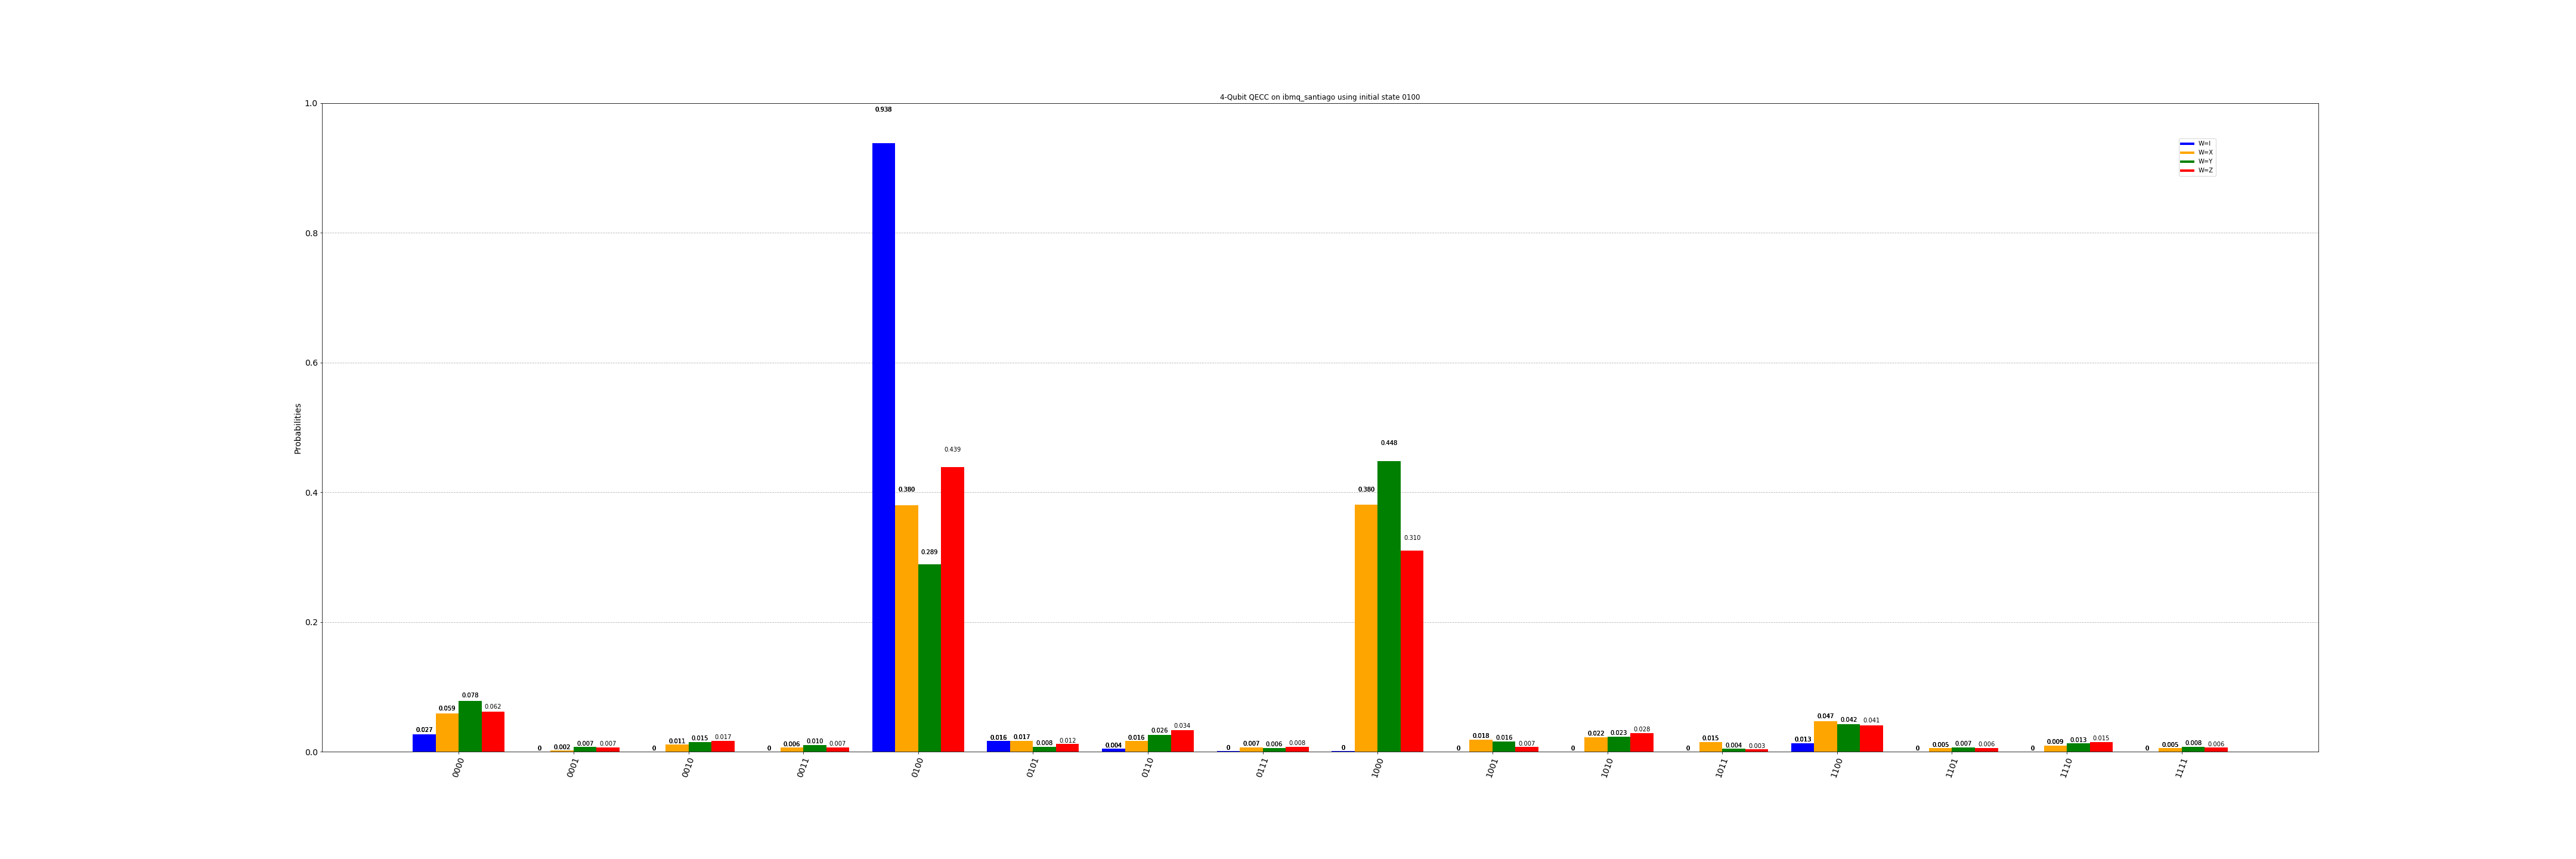 4-Qubit QECC on ibmq_santiago using initial state 0100
1.0
0.8
0.6
0.4
0.2
0.0
Probabilities
W=I
W=X
W=Y
W=Z
0.027 0.059 0.078 0.062
0 0.002 0.007 0.007
0 0.011 0.015 0.017
0 0.006 0.010 0.007
0.938 0.380 0.289 0.439
0.016 0.017 0.008 0.012
0.004 0.016 0.026 0.034
0 0.007 0.006 0.008
0 0.380 0.448 0.310
0 0.018 0.016 0.007
0 0.022 0.023 0.028
0 0.015 0.004 0.003
0.013 0.047 0.042 0.041
0 0.005 0.007 0.006
0 0.009 0.013 0.015
0 0.005 0.008 0.006
0000
0001
0010
0011
0100
0101
0110
0111
1000
1001
1010
1011
1100
1101
1110
1111